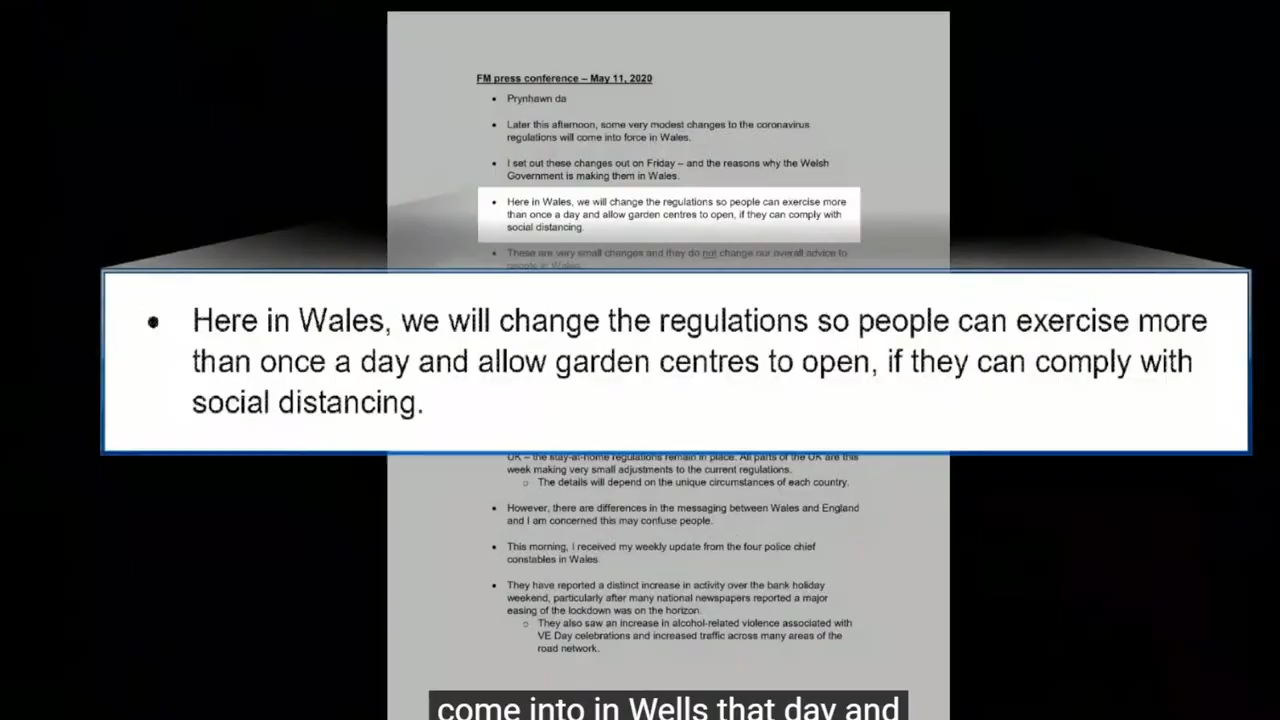 FM press conference – May 11, 2020
• Prynhawn da
• Later this afternoon, some very modest changes to the coronavirus
regulations will come into force in Wales.
• I set out these changes out on Friday – and the reasons why the Welsh
Government is making them in Wales.
• Here in Wales, we will change the regulations so people can exercise more
than once a day and allow garden centres to open, if they can comply with
social distancing.
• These are very small changes and they do not change our overall advice to
people in Wales.
• Here in Wales, we will change the regulations so people can exercise more
than once a day and allow garden centres to open, if they can comply with
social distancing.
UK – the stay-at-home regulations remain in place. All parts of the UK are this
week making very small adjustments to the current regulations.
o The details will depend on the unique circumstances of each country.
• However, there are differences in the messaging between Wales and England
and I am concerned this may confuse people.
• This morning, I received my weekly update from the four police chief
constables in Wales.
• They have reported a distinct increase in activity over the bank holiday
weekend, particularly after many national newspapers reported a major
easing of the lockdown was on the horizon.
o They also saw an increase in alcohol-related violence associated with
VE Day celebrations and increased traffic across many areas of the
road network.
come into in Wells that day and